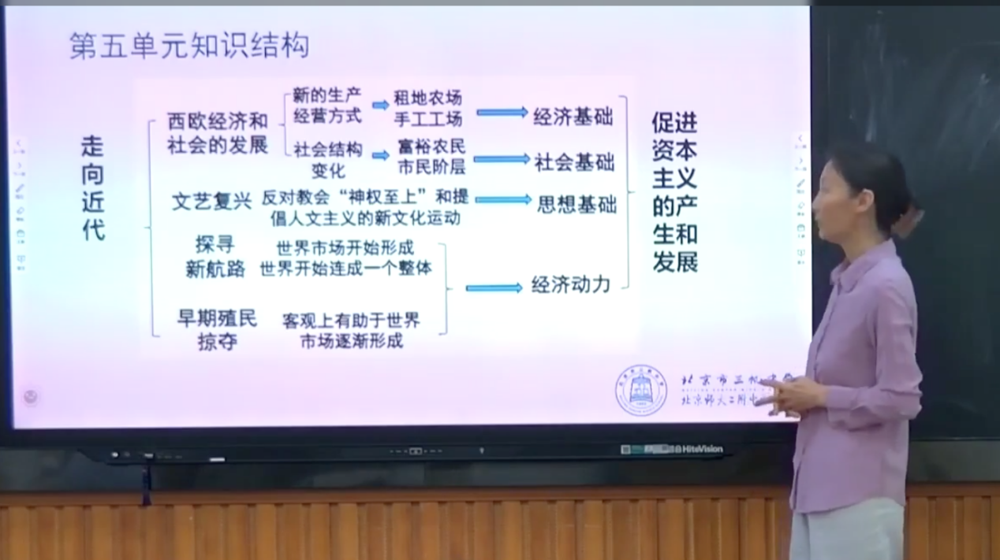 第五单元知识结构
走向近代
西欧经济和
社会的发展
新的生产
经营方式
租地农场
手工工场
经济基础
社会结构
变化
富裕农民
市民阶层
社会基础
文艺复兴
反对教会“神权至上”和提
倡人文主义的新文化运动
思想基础
探寻
新航路
世界市场开始形成
世界开始连成一个整体
早期殖民
掠夺
客观上有助于世界
市场逐渐形成
经济动力
促进
资本
主义
的产
生和
发展
北京市三帆中学
北京师大二附中
HiteVision